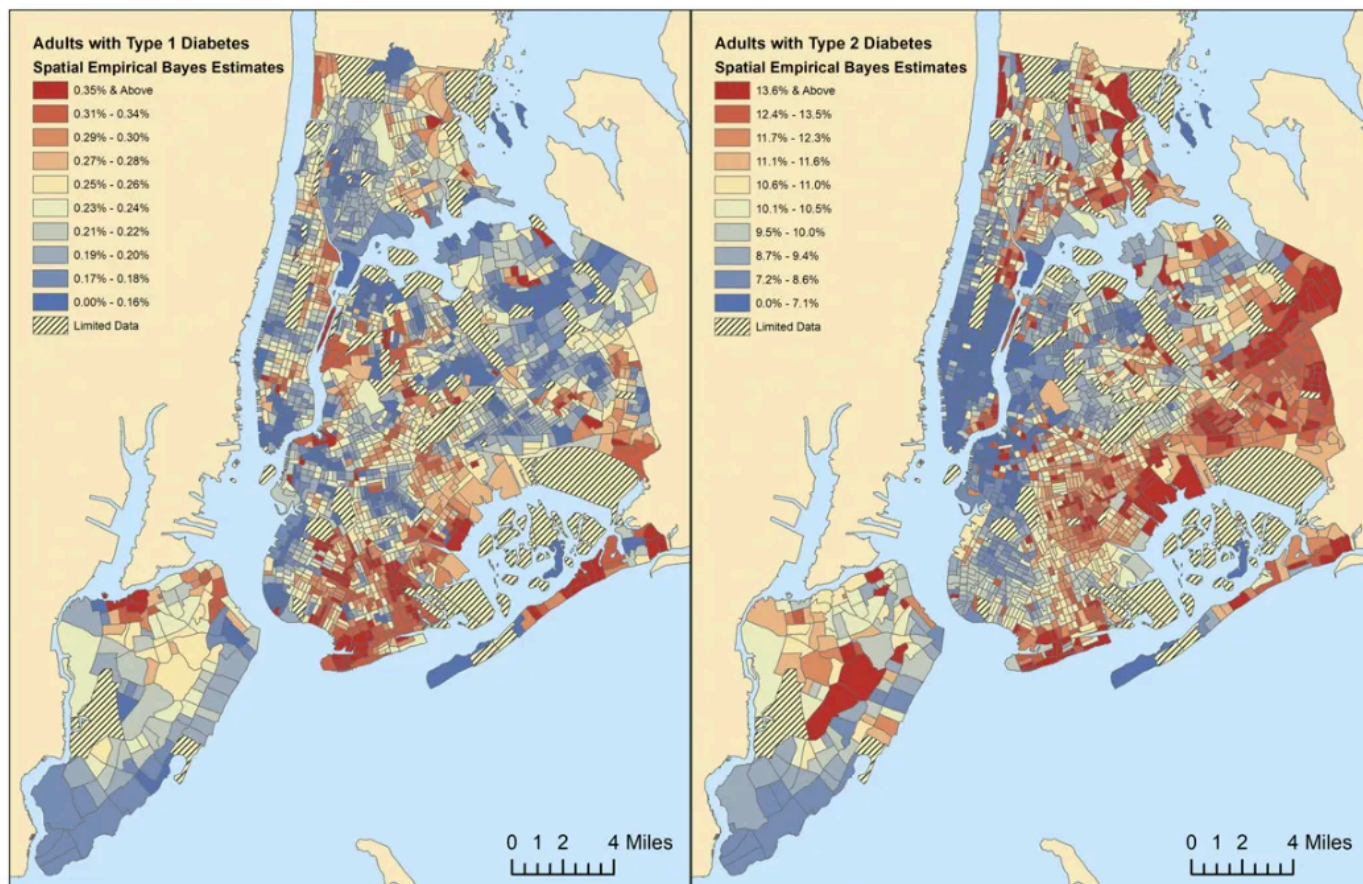 Adults with Type 1 Diabetes
Spatial Empirical Bayes Estimates
0.35% & Above
0.31% - 0.34%
0.29% - 0.30%
0.27% - 0.28%
0.25% - 0.26%
0.23% - 0.24%
0.21% - 0.22%
0.19% - 0.20%
0.17% - 0.18%
0.00% - 0.16%
Limited Data
0 1 2 4 Miles
Adults with Type 2 Diabetes
Spatial Empirical Bayes Estimates
13.6% & Above
12.4% - 13.5%
11.7% - 12.3%
11.1% - 11.6%
10.6% - 11.0%
10.1% - 10.5%
9.5% - 10.0%
8.7% - 9.4%
7.2% - 8.6%
0.0% - 7.1%
Limited Data
0 1 2 4 Miles